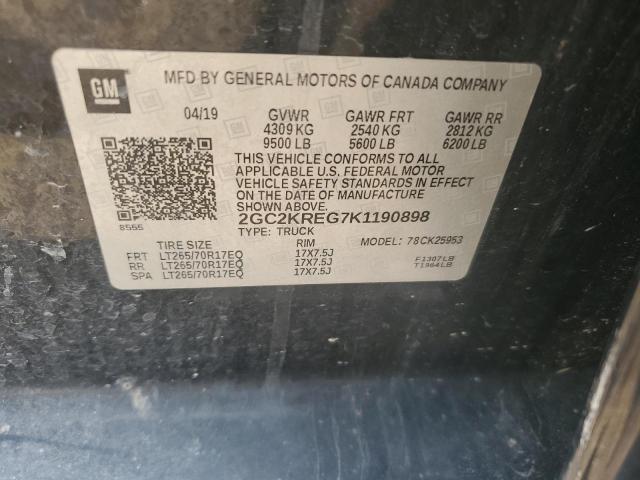 GM
MFD BY GENERAL MOTORS OF CANADA COMPANY
04/19 GVWR GAWR FRT GAWR RR
4309 KG 2540 KG 2812 KG
9500 LB 5600 LB 6200 LB
THIS VEHICLE CONFORMS TO ALL
APPLICABLE U.S. FEDERAL MOTOR
VEHICLE SAFETY STANDARDS IN EFFECT
ON THE DATE OF MANUFACTURE
SHOWN ABOVE.
8555 2GC2KREG7K1190898
TYPE: TRUCK
TIRE SIZE RIM MODEL: 78CK25953
FRT LT265/70R17EQ 17X7.5J
RR LT265/70R17EQ 17X7.5J F1307LB
SPA LT265/70R17EQ 17X7.5J T1964LB